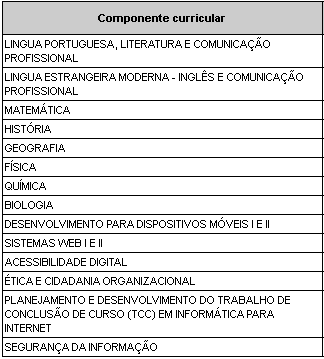 Componente curricular
LINGUA PORTUGUESA, LITERATURA E COMUNICAÇÃO
PROFISSIONAL
LINGUA ESTRANGEIRA MODERNA - INGLÊS E COMUNICAÇÃO
PROFISSIONAL
MATEMÁTICA
HISTÓRIA
GEOGRAFIA
FÍSICA
QUÍMICA
BIOLOGIA
DESENVOLVIMENTO PARA DISPOSITIVOS MÓVEIS I E II
SISTEMAS WEB I E II
ACESSIBILIDADE DIGITAL
ÉTICA E CIDADANIA ORGANIZACIONAL
PLANEJAMENTO E DESENVOLVIMENTO DO TRABALHO DE
CONCLUSÃO DE CURSO (TCC) EM INFORMÁTICA PARA
INTERNET
SEGURANÇA DA INFORMAÇÃO